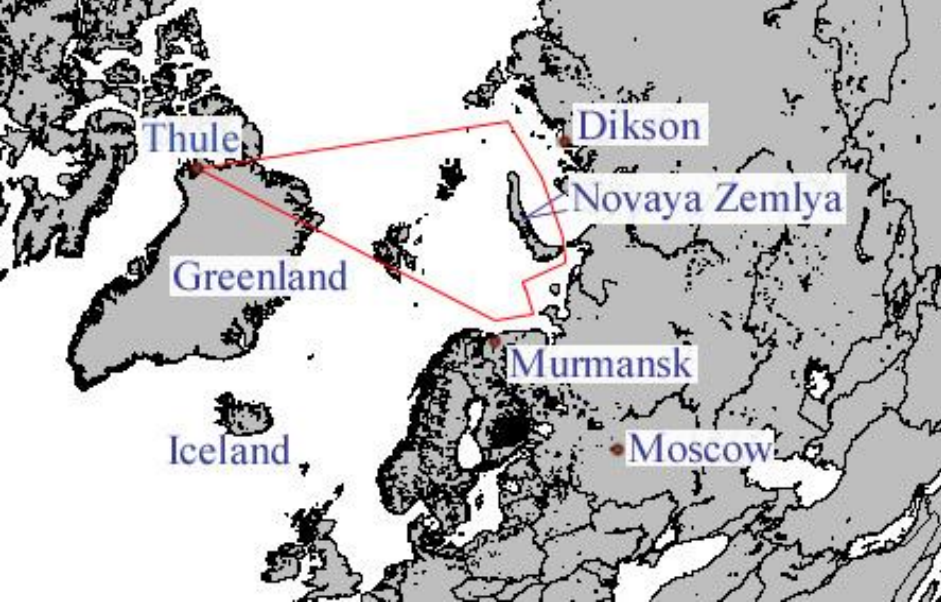 Thule
Dikson
Novaya Zemlya
Greenland
Murmansk
Iceland
Moscow